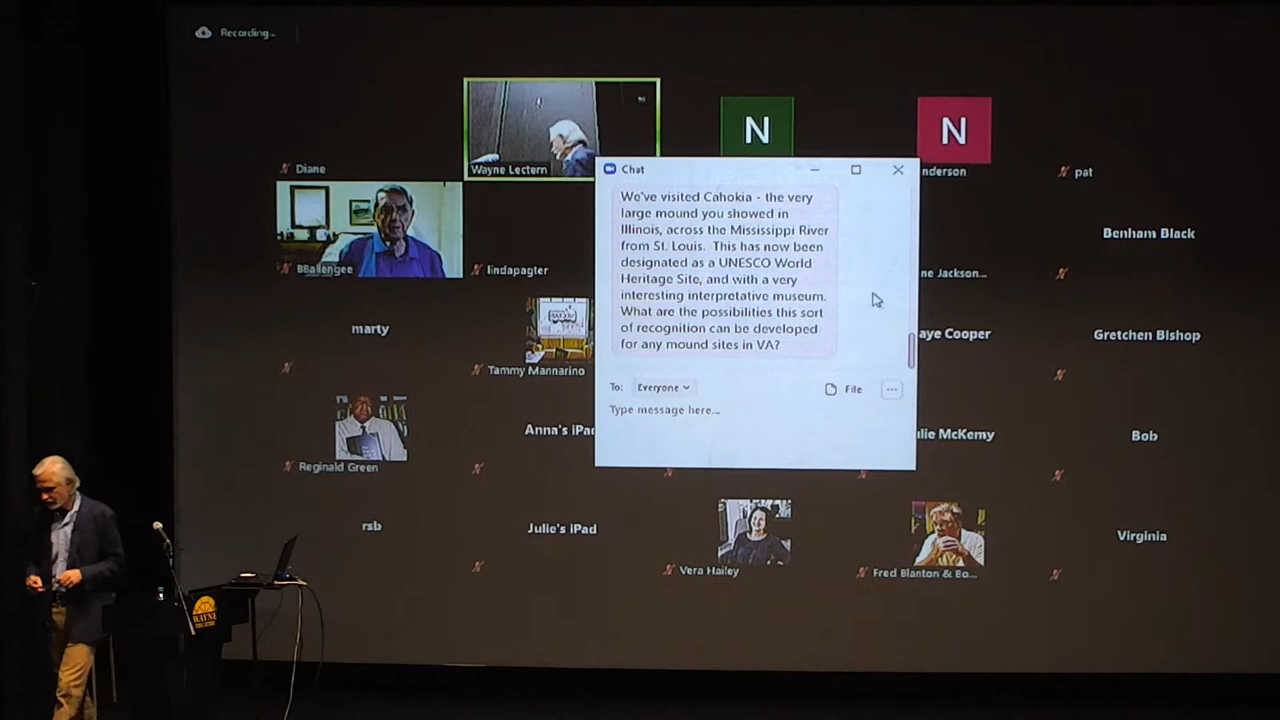 Recording...
N
N
Diane
Wayne Lectern
Chat
nderson
pat
We've visited Cahokia - the very
large mound you showed in
Illinois, across the Mississippi River
from St. Louis. This has now been
designated as a UNESCO World
Heritage Site, and with a very
interesting interpretative museum.
What are the possibilities this sort
of recognition can be developed
for any mound sites in VA?
BBallengee
lindapagter
ne Jackson...
Benham Black
marty
Tammy Mannarino
aye Cooper
Gretchen Bishop
To: Everyone
File
Type message here...
Reginald Green
Anna's iPa
lie McKemy
Bob
rsb
Julie's iPad
Vera Hailey
Fred Blanton & Bo...
Virginia
WAYNE
THEATRE